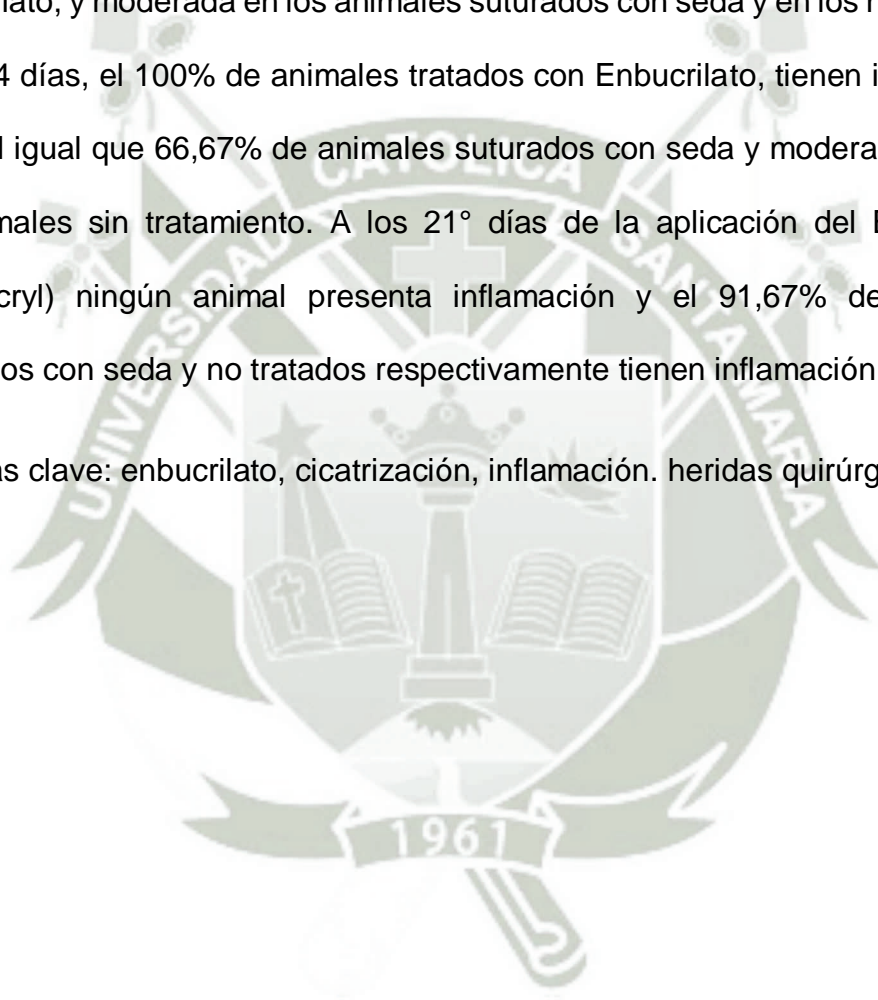 lato, y moderada en los animales suturados con seda y en los
4 días, el 100% de animales tratados con Enbucrilato, tienen
igual que 66,67% de animales suturados con seda y
males sin tratamiento. A los 21° días de la aplicación del
cryl) ningún animal presenta inflamación y el 91,67% de
os con seda y no tratados respectivamente tienen inflamación
s clave: enbucrilato, cicatrización, inflamación. heridas
UNIVERSIDAD CATOLICA SANTA MARIA
1961